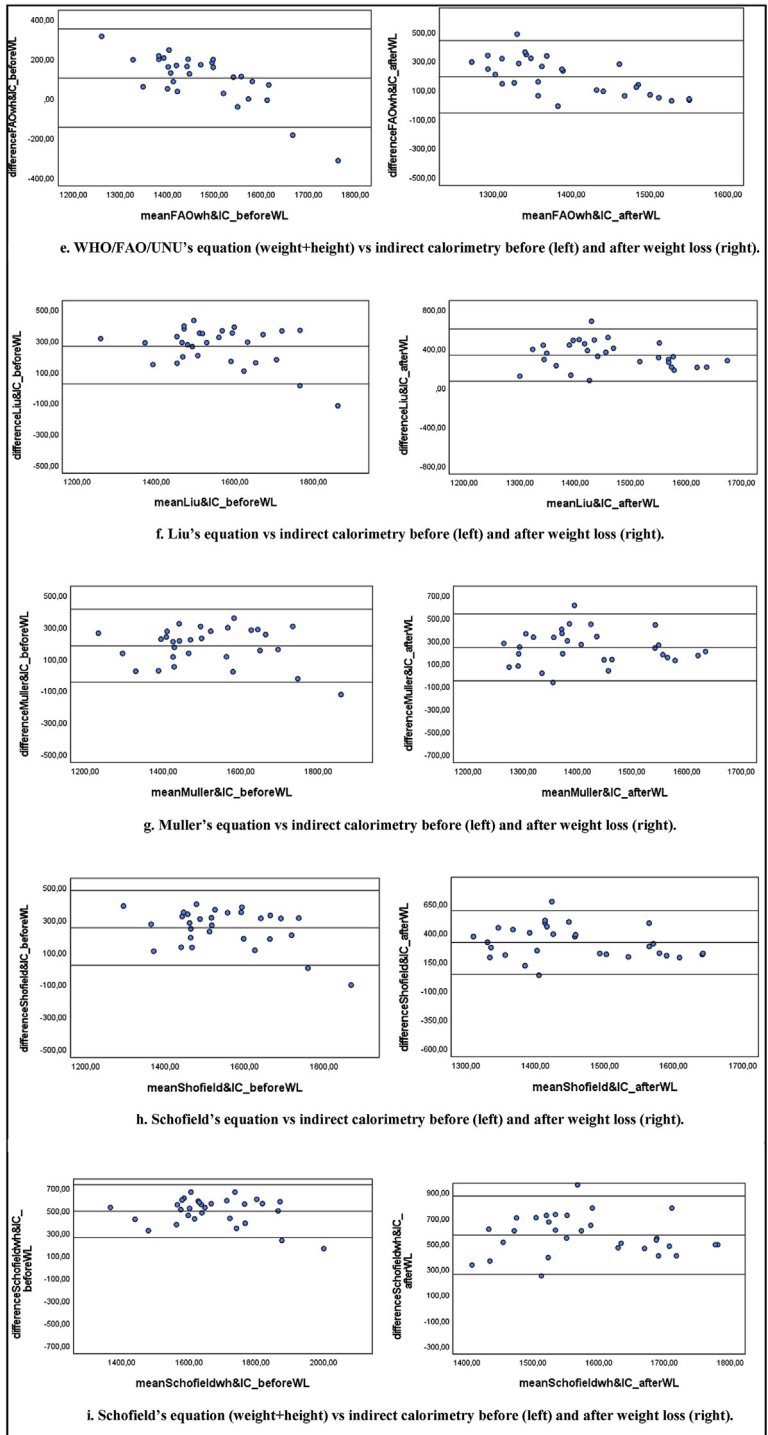 differenceFAOwh&IC_beforeWL
400,00
200,00
,00
-200,00
-400,00
1200,00 1300,00 1400,00 1500,00 1600,00 1700,00 1800,00
meanFAOwh&IC_beforeWL
differenceFAOwh&IC_afterWL
500,00
300,00
100,00
-100,00
-300,00
-500,00
1300,00 1400,00 1500,00 1600,00
meanFAOwh&IC_afterWL
e. WHO/FAO/UNU's equation (weight+height) vs indirect calorimetry before (left) and after weight loss (right).
differenceLiu&IC_beforeWL
500,00
300,00
100,00
-100,00
-300,00
-500,00
1200,00 1400,00 1600,00 1800,00
meanLiu&IC_beforeWL
differenceLiu&IC_afterWL
800,00
400,00
,00
-400,00
-800,00
1200,00 1300,00 1400,00 1500,00 1600,00 1700,00
meanLiu&IC_afterWL
f. Liu's equation vs indirect calorimetry before (left) and after weight loss (right).
differenceMuller&IC_beforeWL
500,00
300,00
100,00
-100,00
-300,00
-500,00
1200,00 1400,00 1600,00 1800,00
meanMuller&IC_beforeWL
differenceMuller&IC_afterWL
700,00
500,00
300,00
100,00
-100,00
-300,00
-500,00
-700,00
1200,00 1300,00 1400,00 1500,00 1600,00 1700,00
meanMuller&IC_afterWL
g. Muller's equation vs indirect calorimetry before (left) and after weight loss (right).
differenceShofield&IC_beforeWL
500,00
300,00
100,00
-100,00
-300,00
-500,00
1200,00 1400,00 1600,00 1800,00
meanShofield&IC_beforeWL
differenceShofield&IC_afterWL
650,00
400,00
150,00
-100,00
-350,00
-600,00
1300,00 1400,00 1500,00 1600,00 1700,00
meanShofield&IC_afterWL
h. Schofield's equation vs indirect calorimetry before (left) and after weight loss (right).
differenceSchofieldwh&IC_
beforeWL
700,00
500,00
300,00
100,00
-100,00
-300,00
-500,00
-700,00
1400,00 1600,00 1800,00 2000,00
meanSchofieldwh&IC_beforeWL
differenceSchofieldwh&IC_
afterWL
900,00
700,00
500,00
300,00
100,00
-100,00
-300,00
1400,00 1500,00 1600,00 1700,00 1800,00
meanSchofieldwh&IC_afterWL
i. Schofield's equation (weight+height) vs indirect calorimetry before (left) and after weight loss (right).